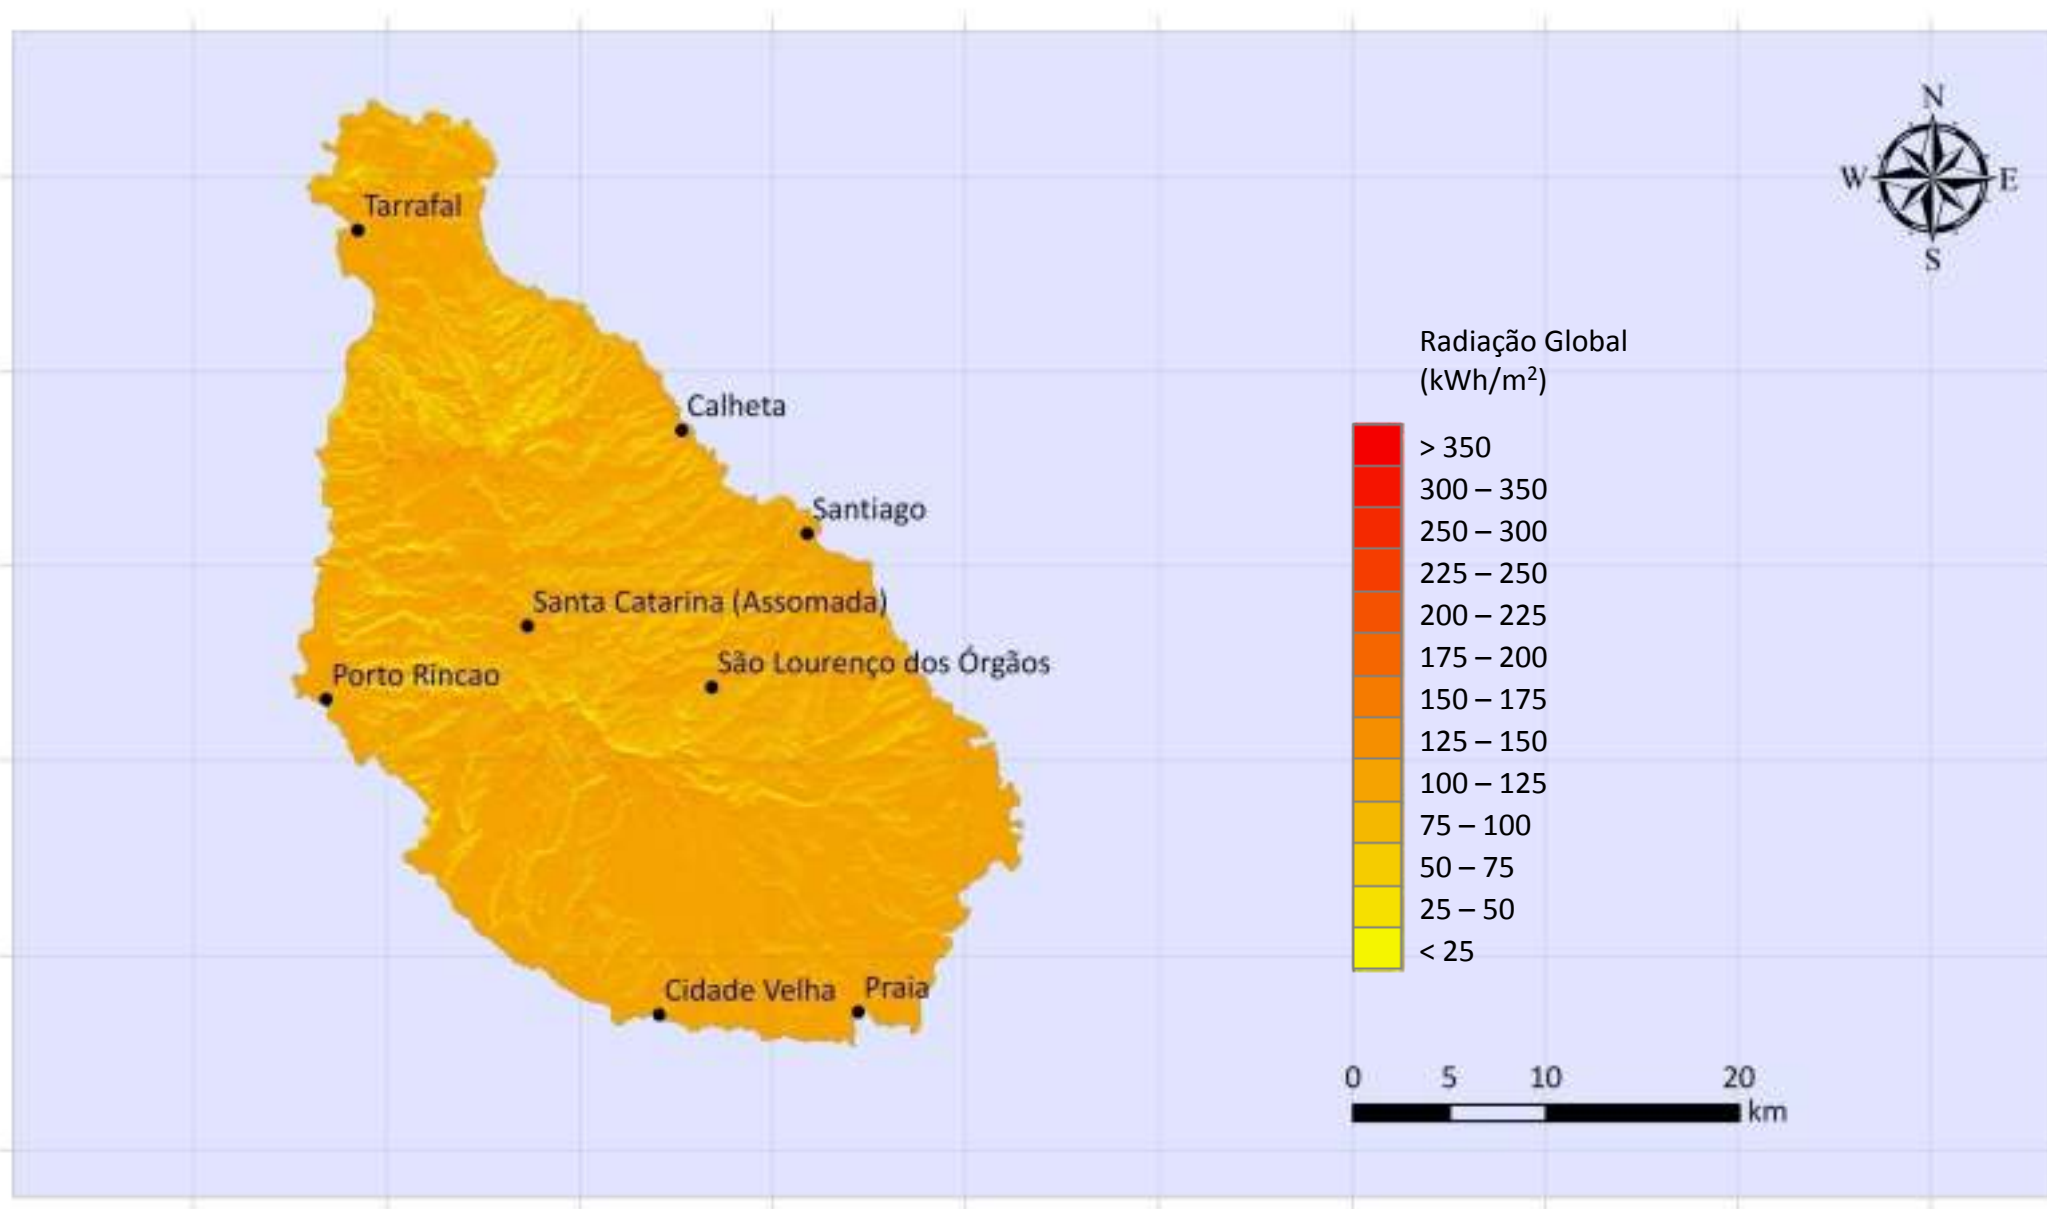 N
W
E
S
Tarrafal
Calheta
Santiago
Santa Catarina (Assomada)
São Lourenço dos Órgãos
Porto Rincao
Cidade Velha
Praia
Radiação Global
(kWh/m²)
> 350
300 – 350
250 – 300
225 – 250
200 – 225
175 – 200
150 – 175
125 – 150
100 – 125
75 – 100
50 – 75
25 – 50
< 25
0 5 10 20
km